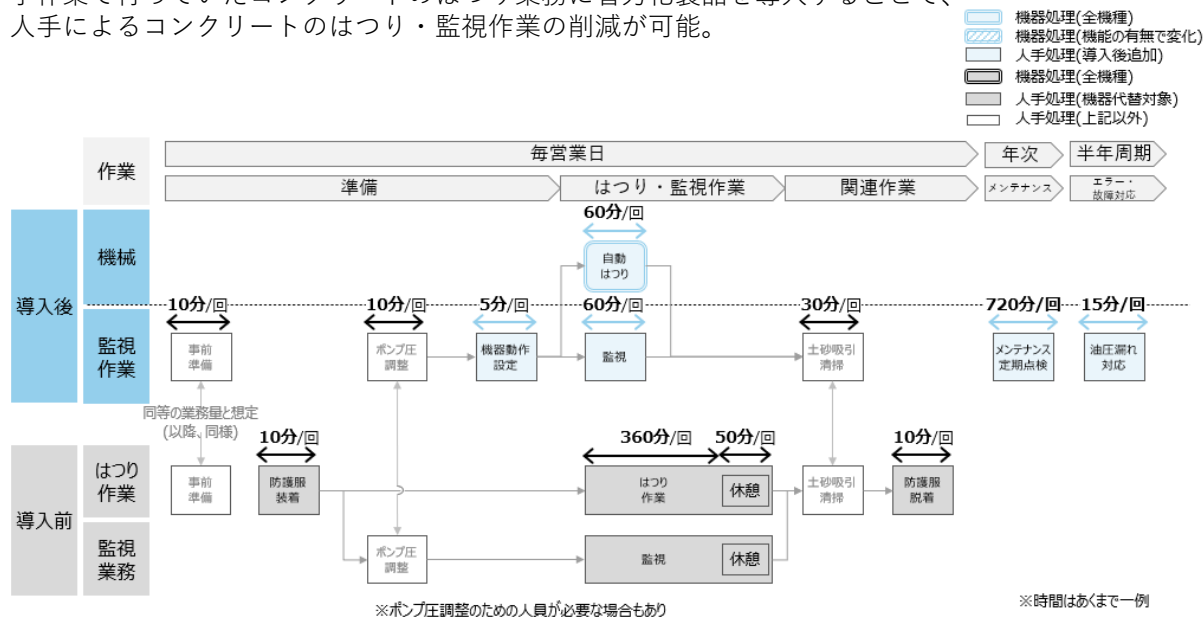 人手によるコンクリートのはつり・監視作業の削減が可能。
機器処理(全機種)
機器処理(機能の有無で変化)
人手処理(導入後追加)
機器処理(全機種)
人手処理(機器代替対象)
人手処理(上記以外)
作業
毎営業日
年次
半年周期
準備
はつり・監視作業
関連作業
メンテナンス
エラー・
故障対応
導入後
機械
60分/回
自動
はつり
監視
作業
10分/回
事前
準備
10分/回
ポンプ圧
調整
5分/回
機器動作
設定
60分/回
監視
30分/回
土砂吸引
清掃
720分/回
メンテナンス
定期点検
15分/回
油圧漏れ
対応
同等の業務量と想定
(以降、同様)
導入前
はつり
作業
事前
準備
10分/回
防護服
装着
360分/回
はつり
作業
50分/回
休憩
土砂吸引
清掃
10分/回
防護服
脱着
監視
業務
ポンプ圧
調整
監視
休憩
※ポンプ圧調整のための人員が必要な場合もあり
※時間はあくまで一例